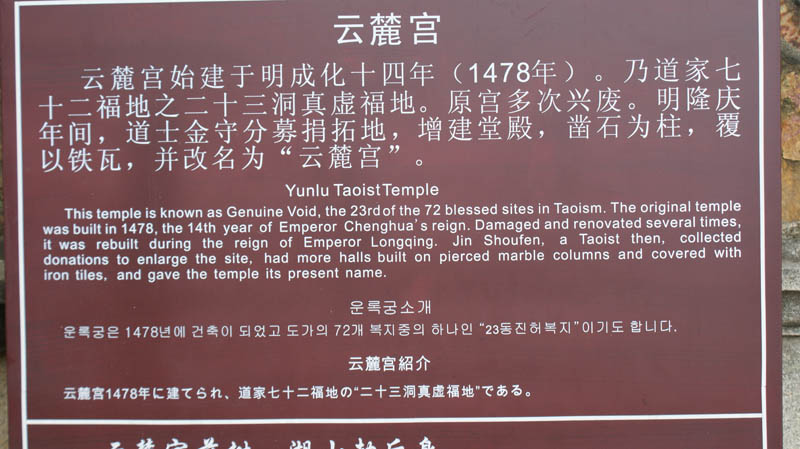 云麓宫
云麓宫始建于明成化十四年（1478年）。乃道家七
十二福地之二十三洞真虚福地。原宫多次兴废。明隆庆
年间，道士金守分募捐拓地，增建堂殿，凿石为柱，覆
以铁瓦，并改名为“云麓宫”。
Yunlu Taoist Temple
This temple is known as Genuine Void, the 23rd of the 72 blessed sites in Taoism. The original temple
was built in 1478, the 14th year of Emperor Chenghua's reign. Damaged and renovated several times,
it was rebuilt during the reign of Emperor Longqing. Jin Shoufen, a Taoist then, collected
donations to enlarge the site, had more halls built on pierced marble columns and covered with
iron tiles, and gave the temple its present name.
운록궁소개
운록궁은 1478년에 건축이 되었고 도가의 72개 복지중의 하나인 “23동진허복지”이기도 합니다.
云麓宫紹介
云麓宫1478年に建てられ、道家七十二福地の“二十三洞真虚福地”である。